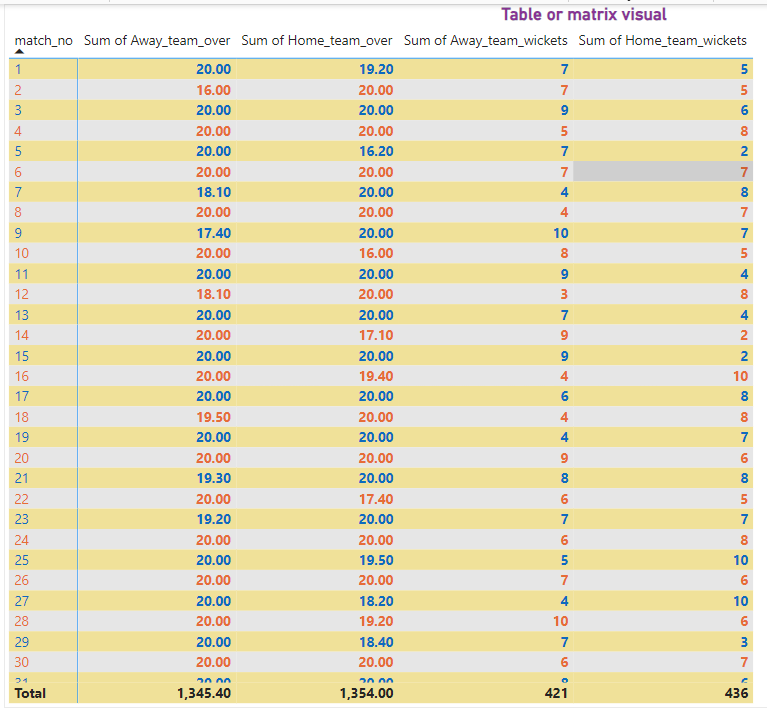 Table or matrix visual
match_no Sum of Away_team_over Sum of Home_team_over Sum of Away_team_wickets Sum of Home_team_wickets
1 20.00 19.20 7 5
2 16.00 20.00 7 5
3 20.00 20.00 9 6
4 20.00 20.00 5 8
5 20.00 16.20 7 2
6 20.00 20.00 7 7
7 18.10 20.00 4 8
8 20.00 20.00 4 7
9 17.40 20.00 10 7
10 20.00 16.00 8 5
11 20.00 20.00 9 4
12 18.10 20.00 3 8
13 20.00 20.00 7 4
14 20.00 17.10 9 2
15 20.00 20.00 9 2
16 20.00 19.40 4 10
17 20.00 20.00 6 8
18 19.50 20.00 4 8
19 20.00 20.00 4 7
20 20.00 20.00 9 6
21 19.30 20.00 8 8
22 20.00 17.40 6 5
23 19.20 20.00 7 7
24 20.00 20.00 6 8
25 20.00 19.50 5 10
26 20.00 20.00 7 6
27 20.00 18.20 4 10
28 20.00 19.20 10 6
29 20.00 18.40 7 3
30 20.00 20.00 6 7
31 20.00 20.00
Total 1,345.40 1,354.00 421 436